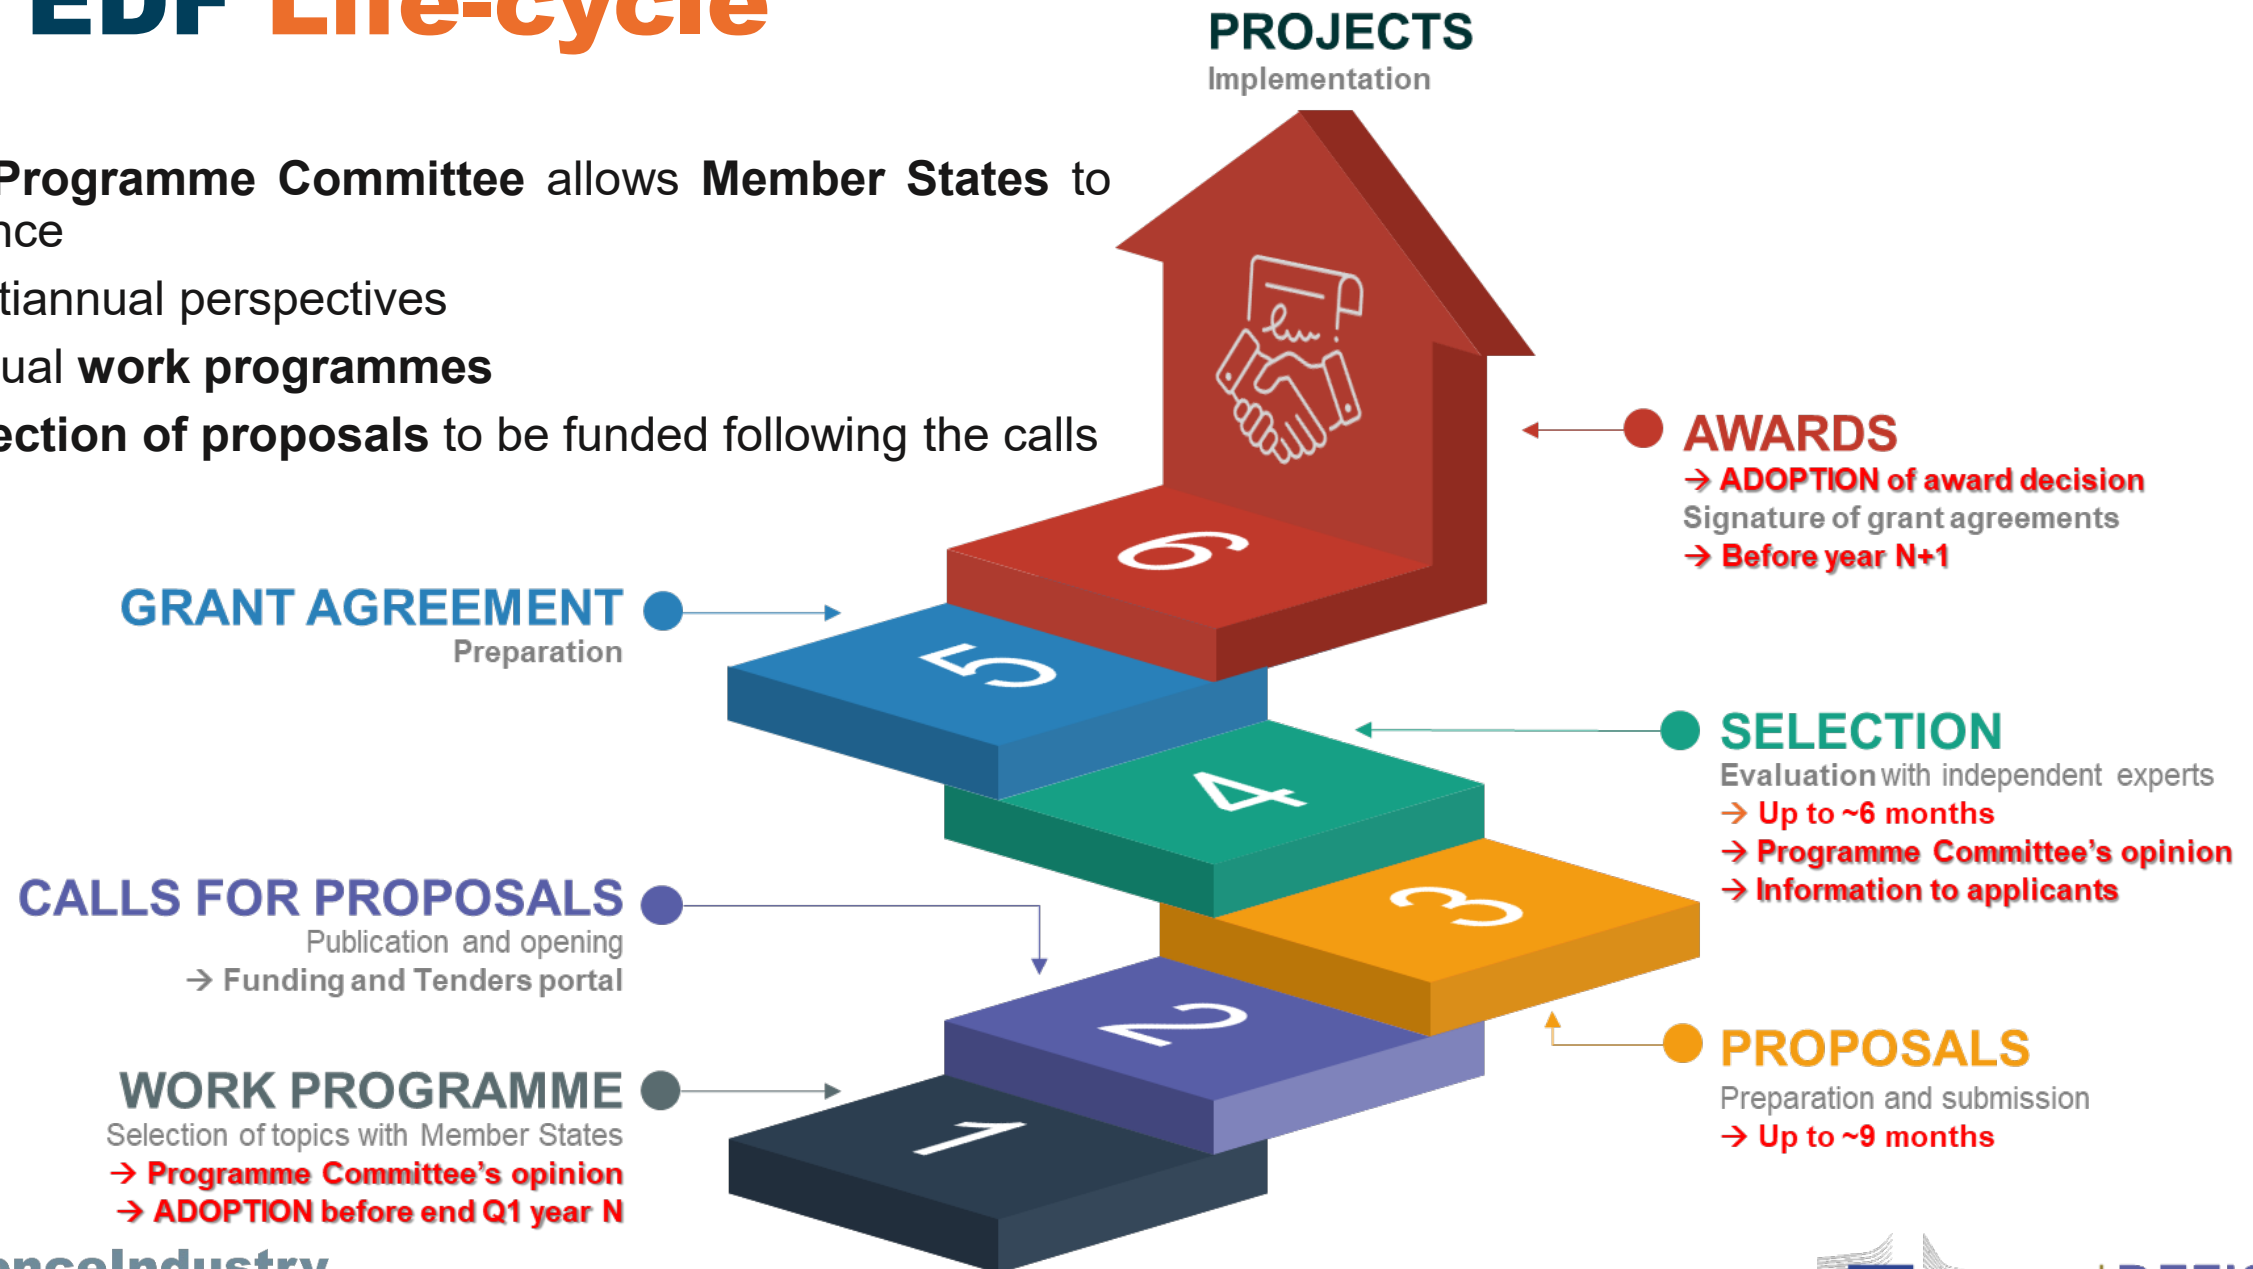 EDF Life-cycle
Programme Committee allows Member States to
nce
tiannual perspectives
ual work programmes
ection of proposals to be funded following the calls
PROJECTS
Implementation
AWARDS
→ ADOPTION of award decision
Signature of grant agreements
→ Before year N+1
6
GRANT AGREEMENT
Preparation
5
SELECTION
Evaluation with independent experts
→ Up to ~6 months
→ Programme Committee's opinion
→ Information to applicants
4
CALLS FOR PROPOSALS
Publication and opening
→ Funding and Tenders portal
3
2
PROPOSALS
Preparation and submission
→ Up to ~9 months
WORK PROGRAMME
Selection of topics with Member States
→ Programme Committee's opinion
→ ADOPTION before end Q1 year N
1
enceIndustry